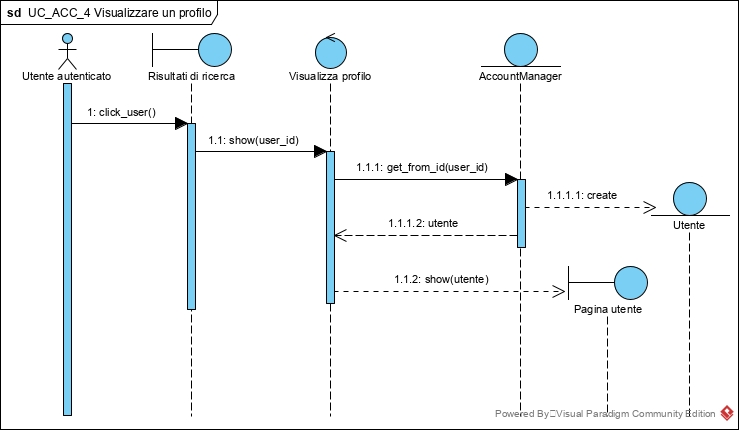 sd UC_ACC_4 Visualizzare un profilo
Utente autenticato
Risultati di ricerca
Visualizza profilo
AccountManager
1: click_user()
1.1: show(user_id)
1.1.1: get_from_id(user_id)
1.1.1.1: create
Utente
1.1.1.2: utente
1.1.2: show(utente)
Pagina utente
Powered By Visual Paradigm Community Edition